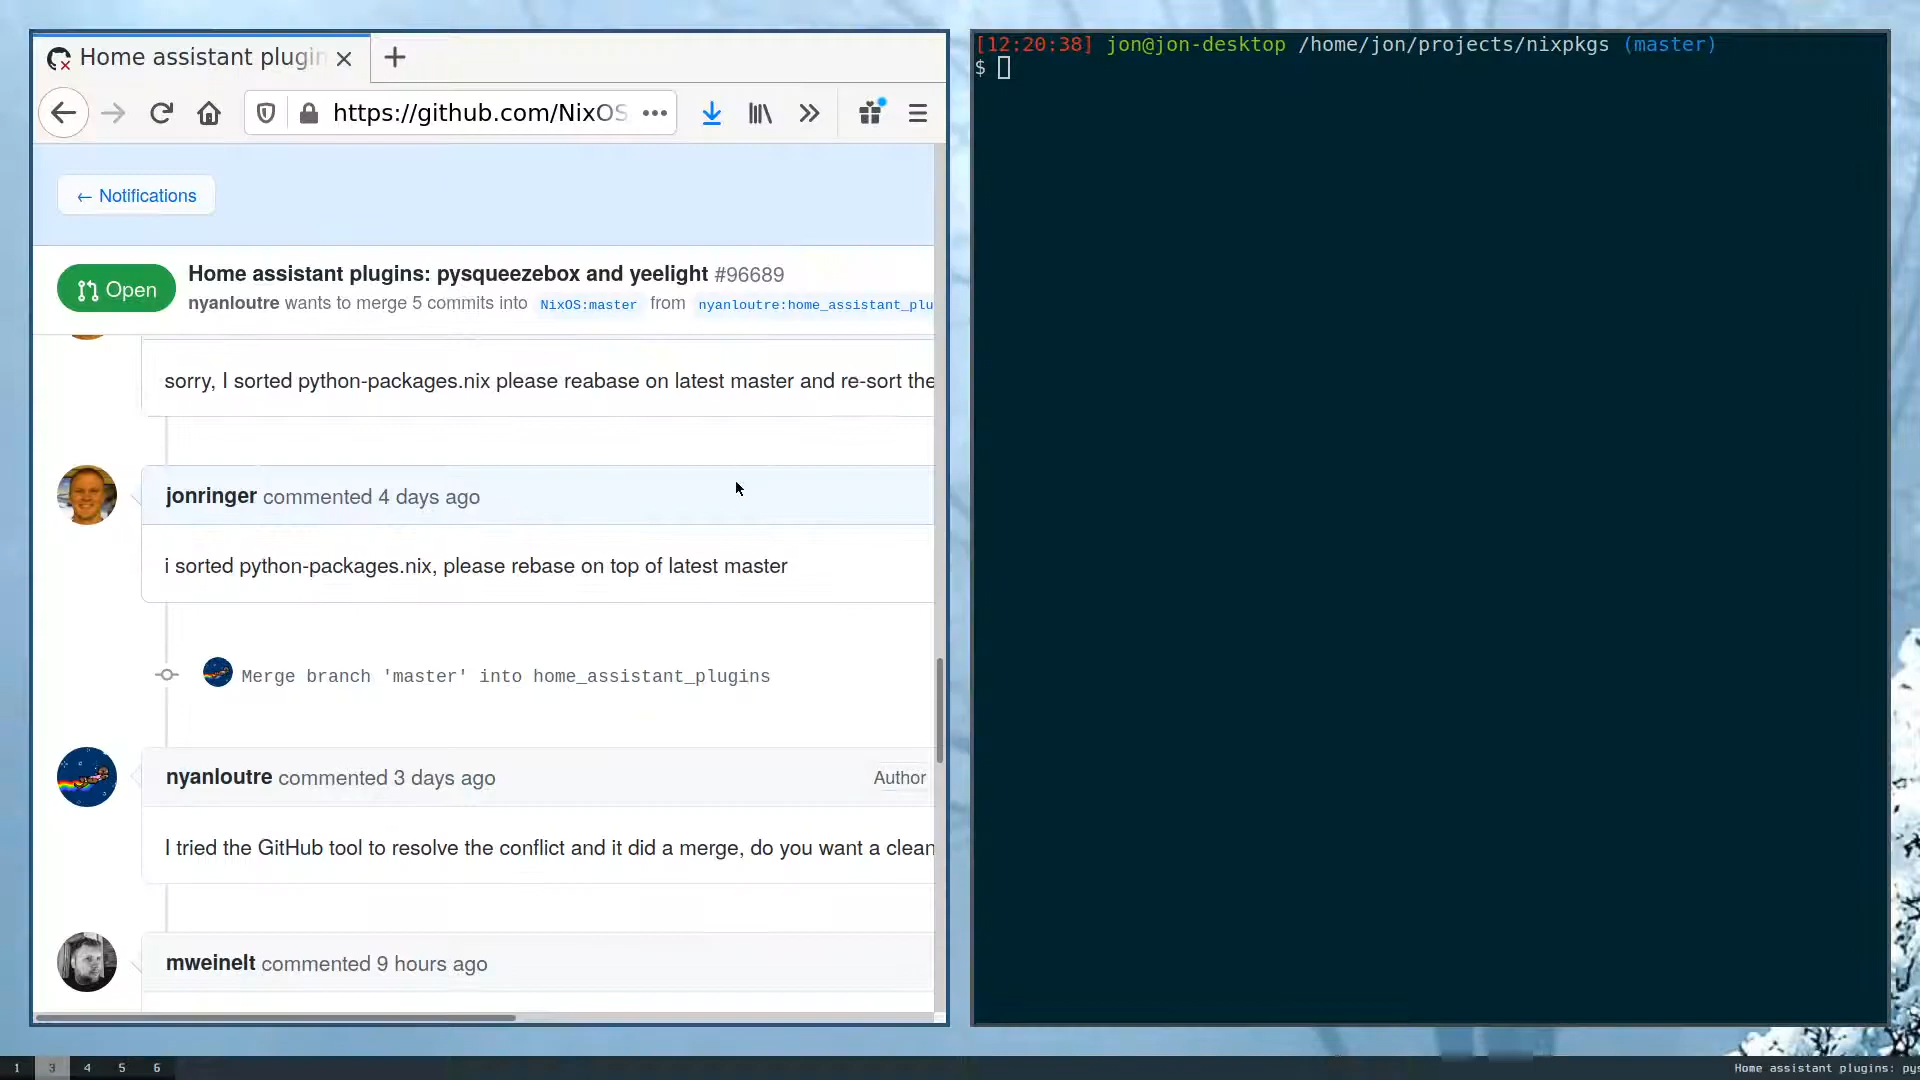 Home assistant plugin
https://github.com/NixOS
← Notifications
Open
Home assistant plugins: pysqueezebox and yeelight #96689
nyanloutre wants to merge 5 commits into NixOS:master from nyanloutre:home_assistant_plu
sorry, I sorted python-packages.nix please reabase on latest master and re-sort the
jonringer commented 4 days ago
i sorted python-packages.nix, please rebase on top of latest master
Merge branch 'master' into home_assistant_plugins
nyanloutre commented 3 days ago
Author
I tried the GitHub tool to resolve the conflict and it did a merge, do you want a clean
mweinelt commented 9 hours ago
[12:20:38] jon@jon-desktop /home/jon/projects/nixpkgs (master)
$
1 3 4 5 6
Home assistant plugins: pys